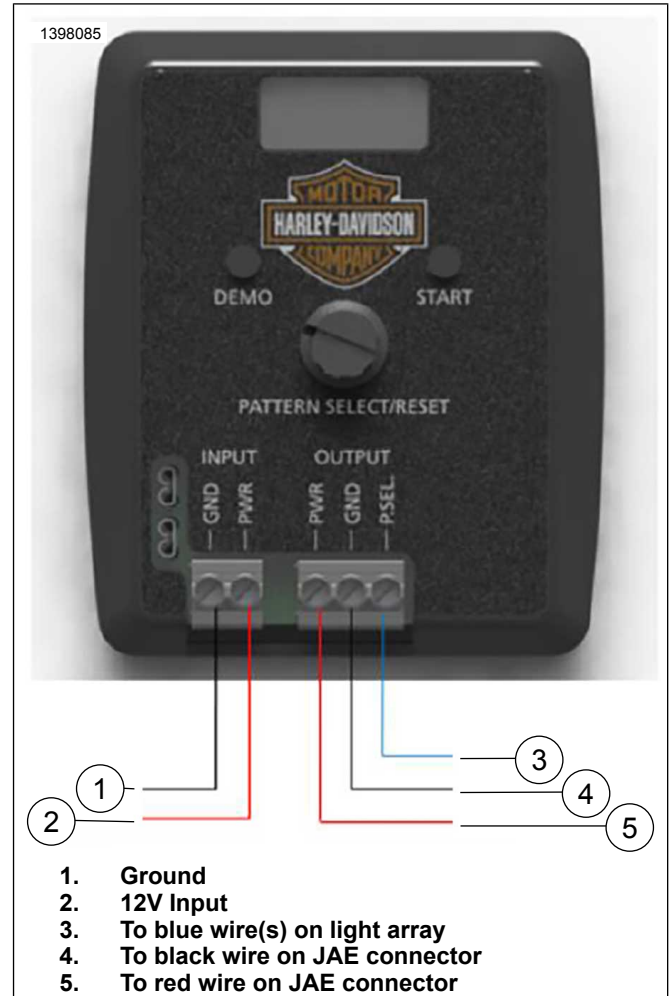 1398085
MOTOR
HARLEY-DAVIDSON
COMPANY
DEMO
START
PATTERN SELECT/RESET
INPUT
OUTPUT
GND
PWR
PWR
GND
P.SEL.
1
2
3
4
5
1. Ground
2. 12V Input
3. To blue wire(s) on light array
4. To black wire on JAE connector
5. To red wire on JAE connector